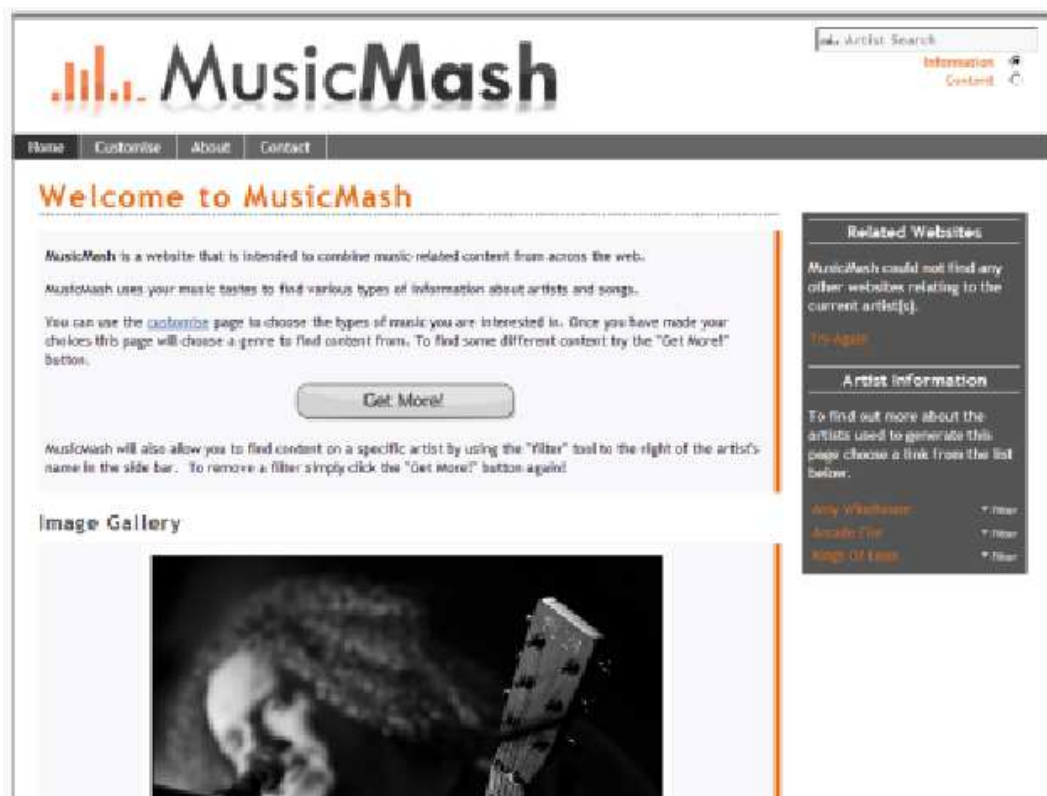 MusicMash
Artist Search
Information
Content
Home Customise About Contact
Welcome to MusicMash
MusicMash is a website that is intended to combine music-related content from across the web.
MusicMash uses your music tastes to find various types of information about artists and songs.
You can use the customise page to choose the types of music you are interested in. Once you have made your
choices this page will choose a genre to find content from. To find some different content try the "Get More!"
button.
Get More!
MusicMash will also allow you to find content on a specific artist by using the "filter" tool to the right of the artist's
name in the side bar. To remove a filter simply click the "Get More!" button again!
Image Gallery
Related Websites
MusicMash could not find any
other websites relating to the
current artist(s).
Try Again
Artist Information
To find out more about the
artists used to generate this
page choose a link from the list
below.
Amy Winehouse Filter
Arcade Fire Filter
Kings Of Leon Filter